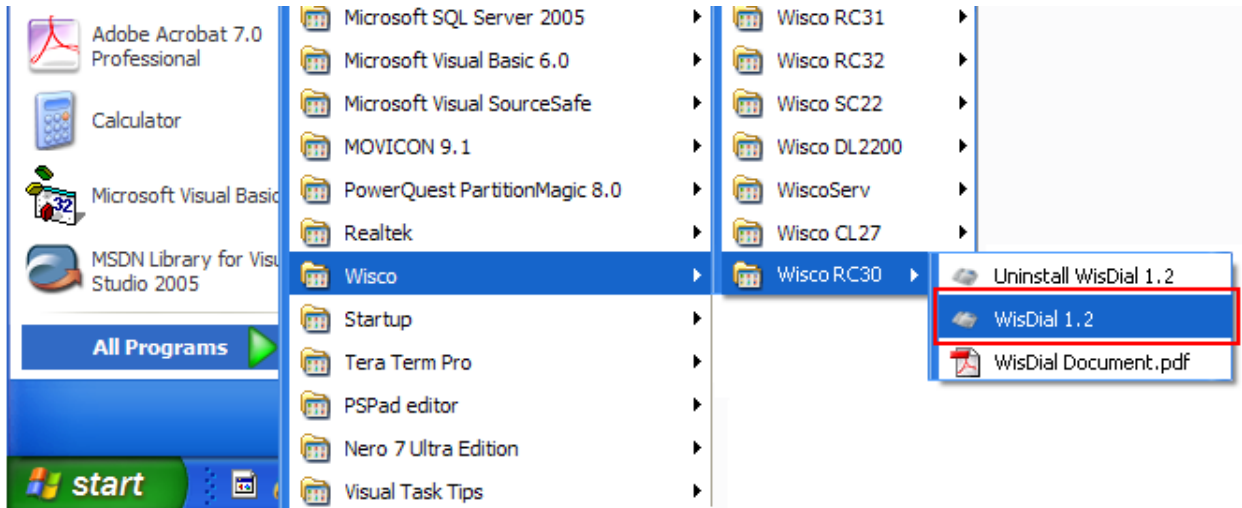 Adobe Acrobat 7.0
Professional
Calculator
Microsoft Visual Basic
32
MSDN Library for Visu
Studio 2005
All Programs
start
Microsoft SQL Server 2005
Microsoft Visual Basic 6.0
Microsoft Visual SourceSafe
MOVICON 9.1
PowerQuest PartitionMagic 8.0
Realtek
Wisco
Startup
Tera Term Pro
PSPad editor
Nero 7 Ultra Edition
Visual Task Tips
Wisco RC31
Wisco RC32
Wisco SC22
Wisco DL2200
WiscoServ
Wisco CL27
Wisco RC30
Uninstall WisDial 1.2
WisDial 1.2
WisDial Document.pdf